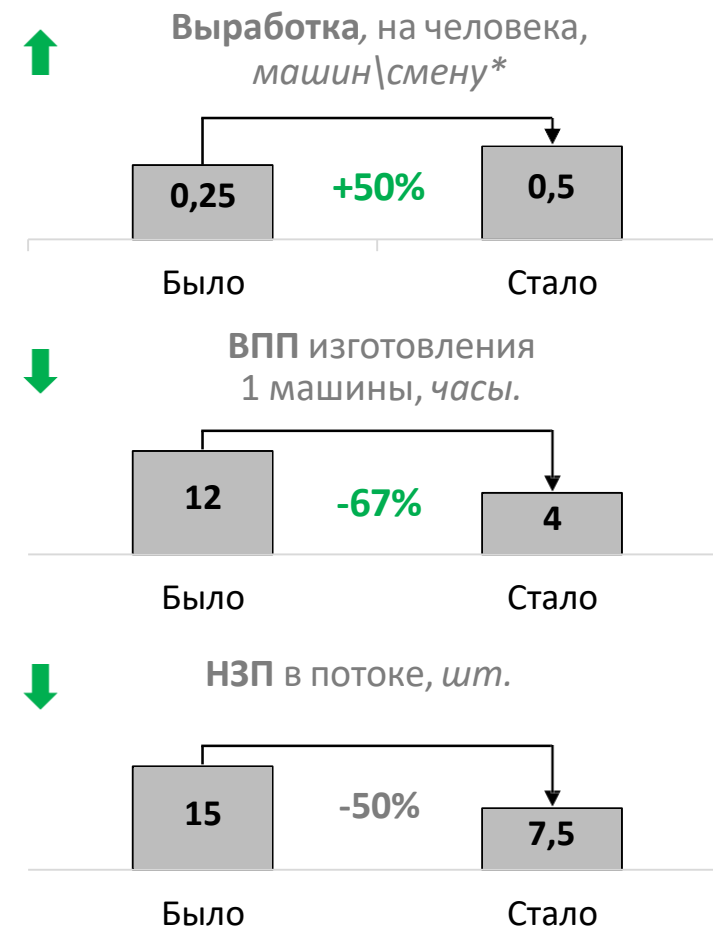 Выработка, на человека,
машин\смену*
0,25
+50%
0,5
Было
Стало
ВПП изготовления
1 машины, часы.
12
-67%
4
Было
Стало
НЗП в потоке, шт.
15
-50%
7,5
Было
Стало